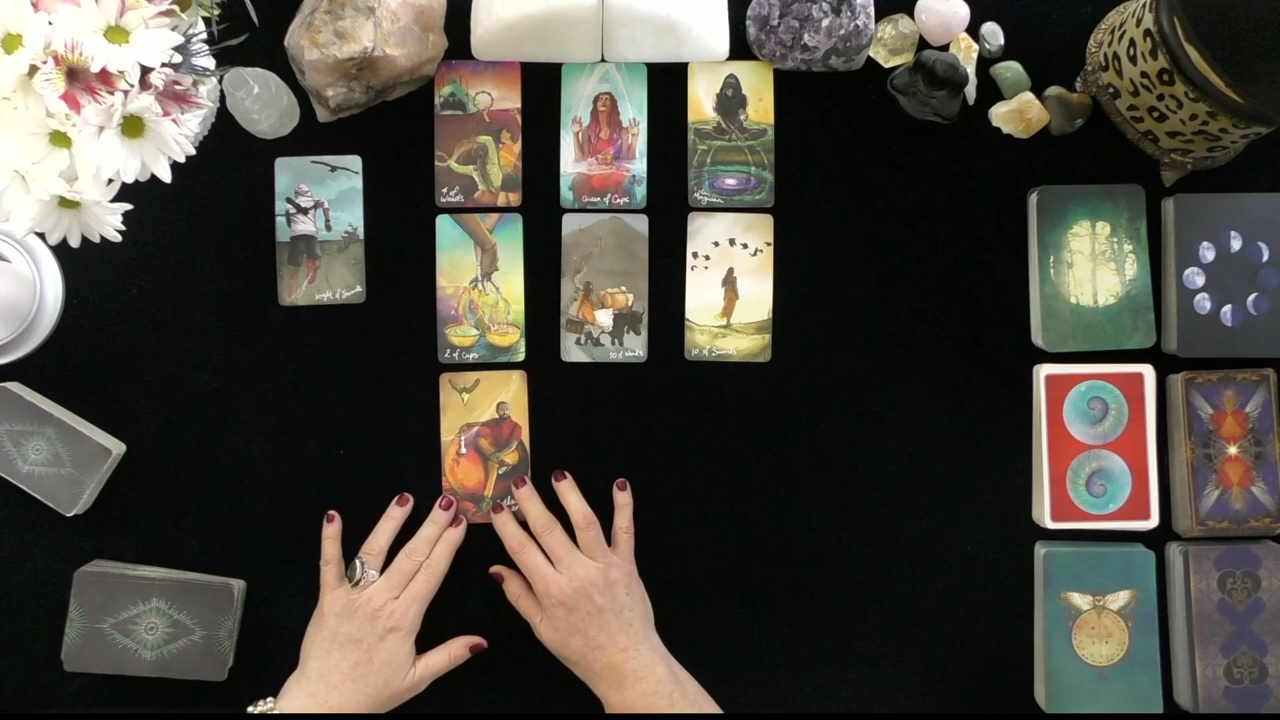 4 of
Wands
Queen of Cups
Magician
Knight of Swords
2 of Cups
10 of Wands
10 of Swords